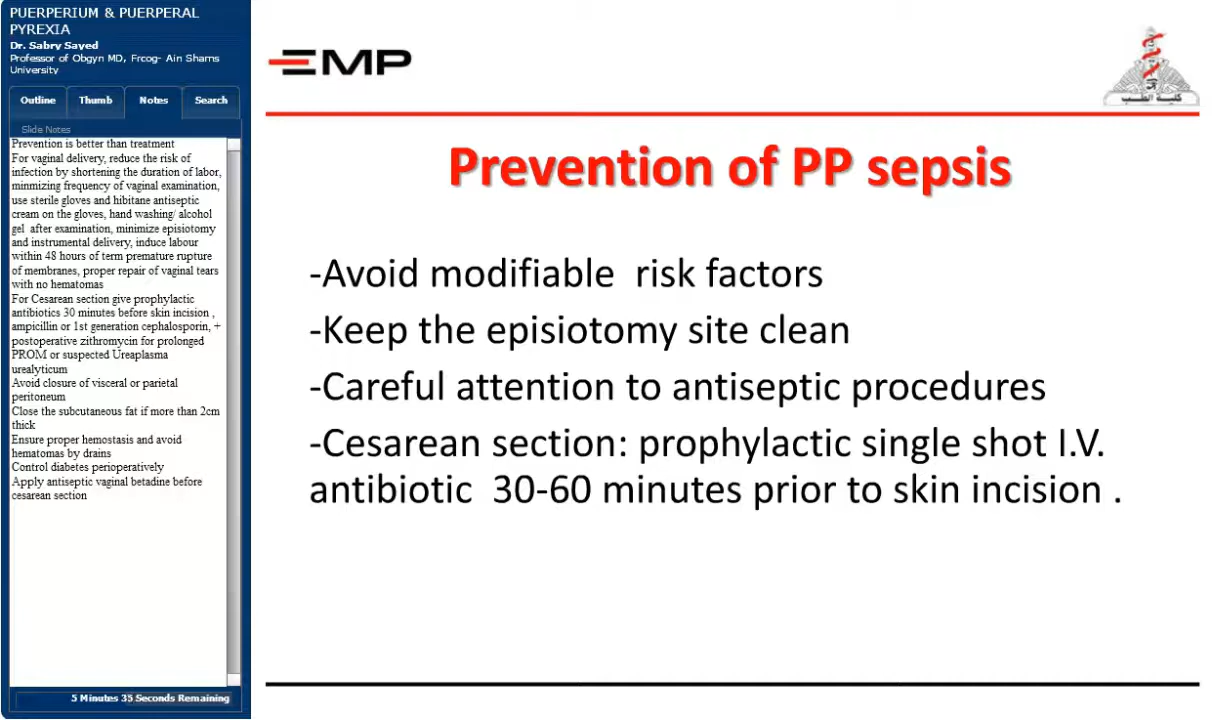 PUERPERIUM & PUERPERAL
PYREXIA
Dr. Sabry Sayed
Professor of Obgyn MD, Frcog- Ain Shams
University
Outline
Thumb
Notes
Search
Slide Notes
Prevention is better than treatment
For vaginal delivery, reduce the risk of
infection by shortening the duration of labor,
minmizing frequency of vaginal examination,
use sterile gloves and hibitane antiseptic
cream on the gloves, hand washing/ alcohol
gel after examination, minimize episiotomy
and instrumental delivery, induce labour
within 48 hours of term premature rupture
of membranes, proper repair of vaginal tears
with no hematomas
For Cesarean section give prophylactic
antibiotics 30 minutes before skin incision ,
ampicillin or 1st generation cephalosporin, +
postoperative zithromycin for prolonged
PROM or suspected Ureaplasma
urealyticum
Avoid closure of visceral or parietal
peritoneum
Close the subcutaneous fat if more than 2cm
thick
Ensure proper hemostasis and avoid
hematomas by drains
Control diabetes perioperatively
Apply antiseptic vaginal betadine before
cesarean section
5 Minutes 35 Seconds Remaining
EMP
كلية الطب
Prevention of PP sepsis
-Avoid modifiable risk factors
-Keep the episiotomy site clean
-Careful attention to antiseptic procedures
-Cesarean section: prophylactic single shot I.V.
antibiotic 30-60 minutes prior to skin incision .